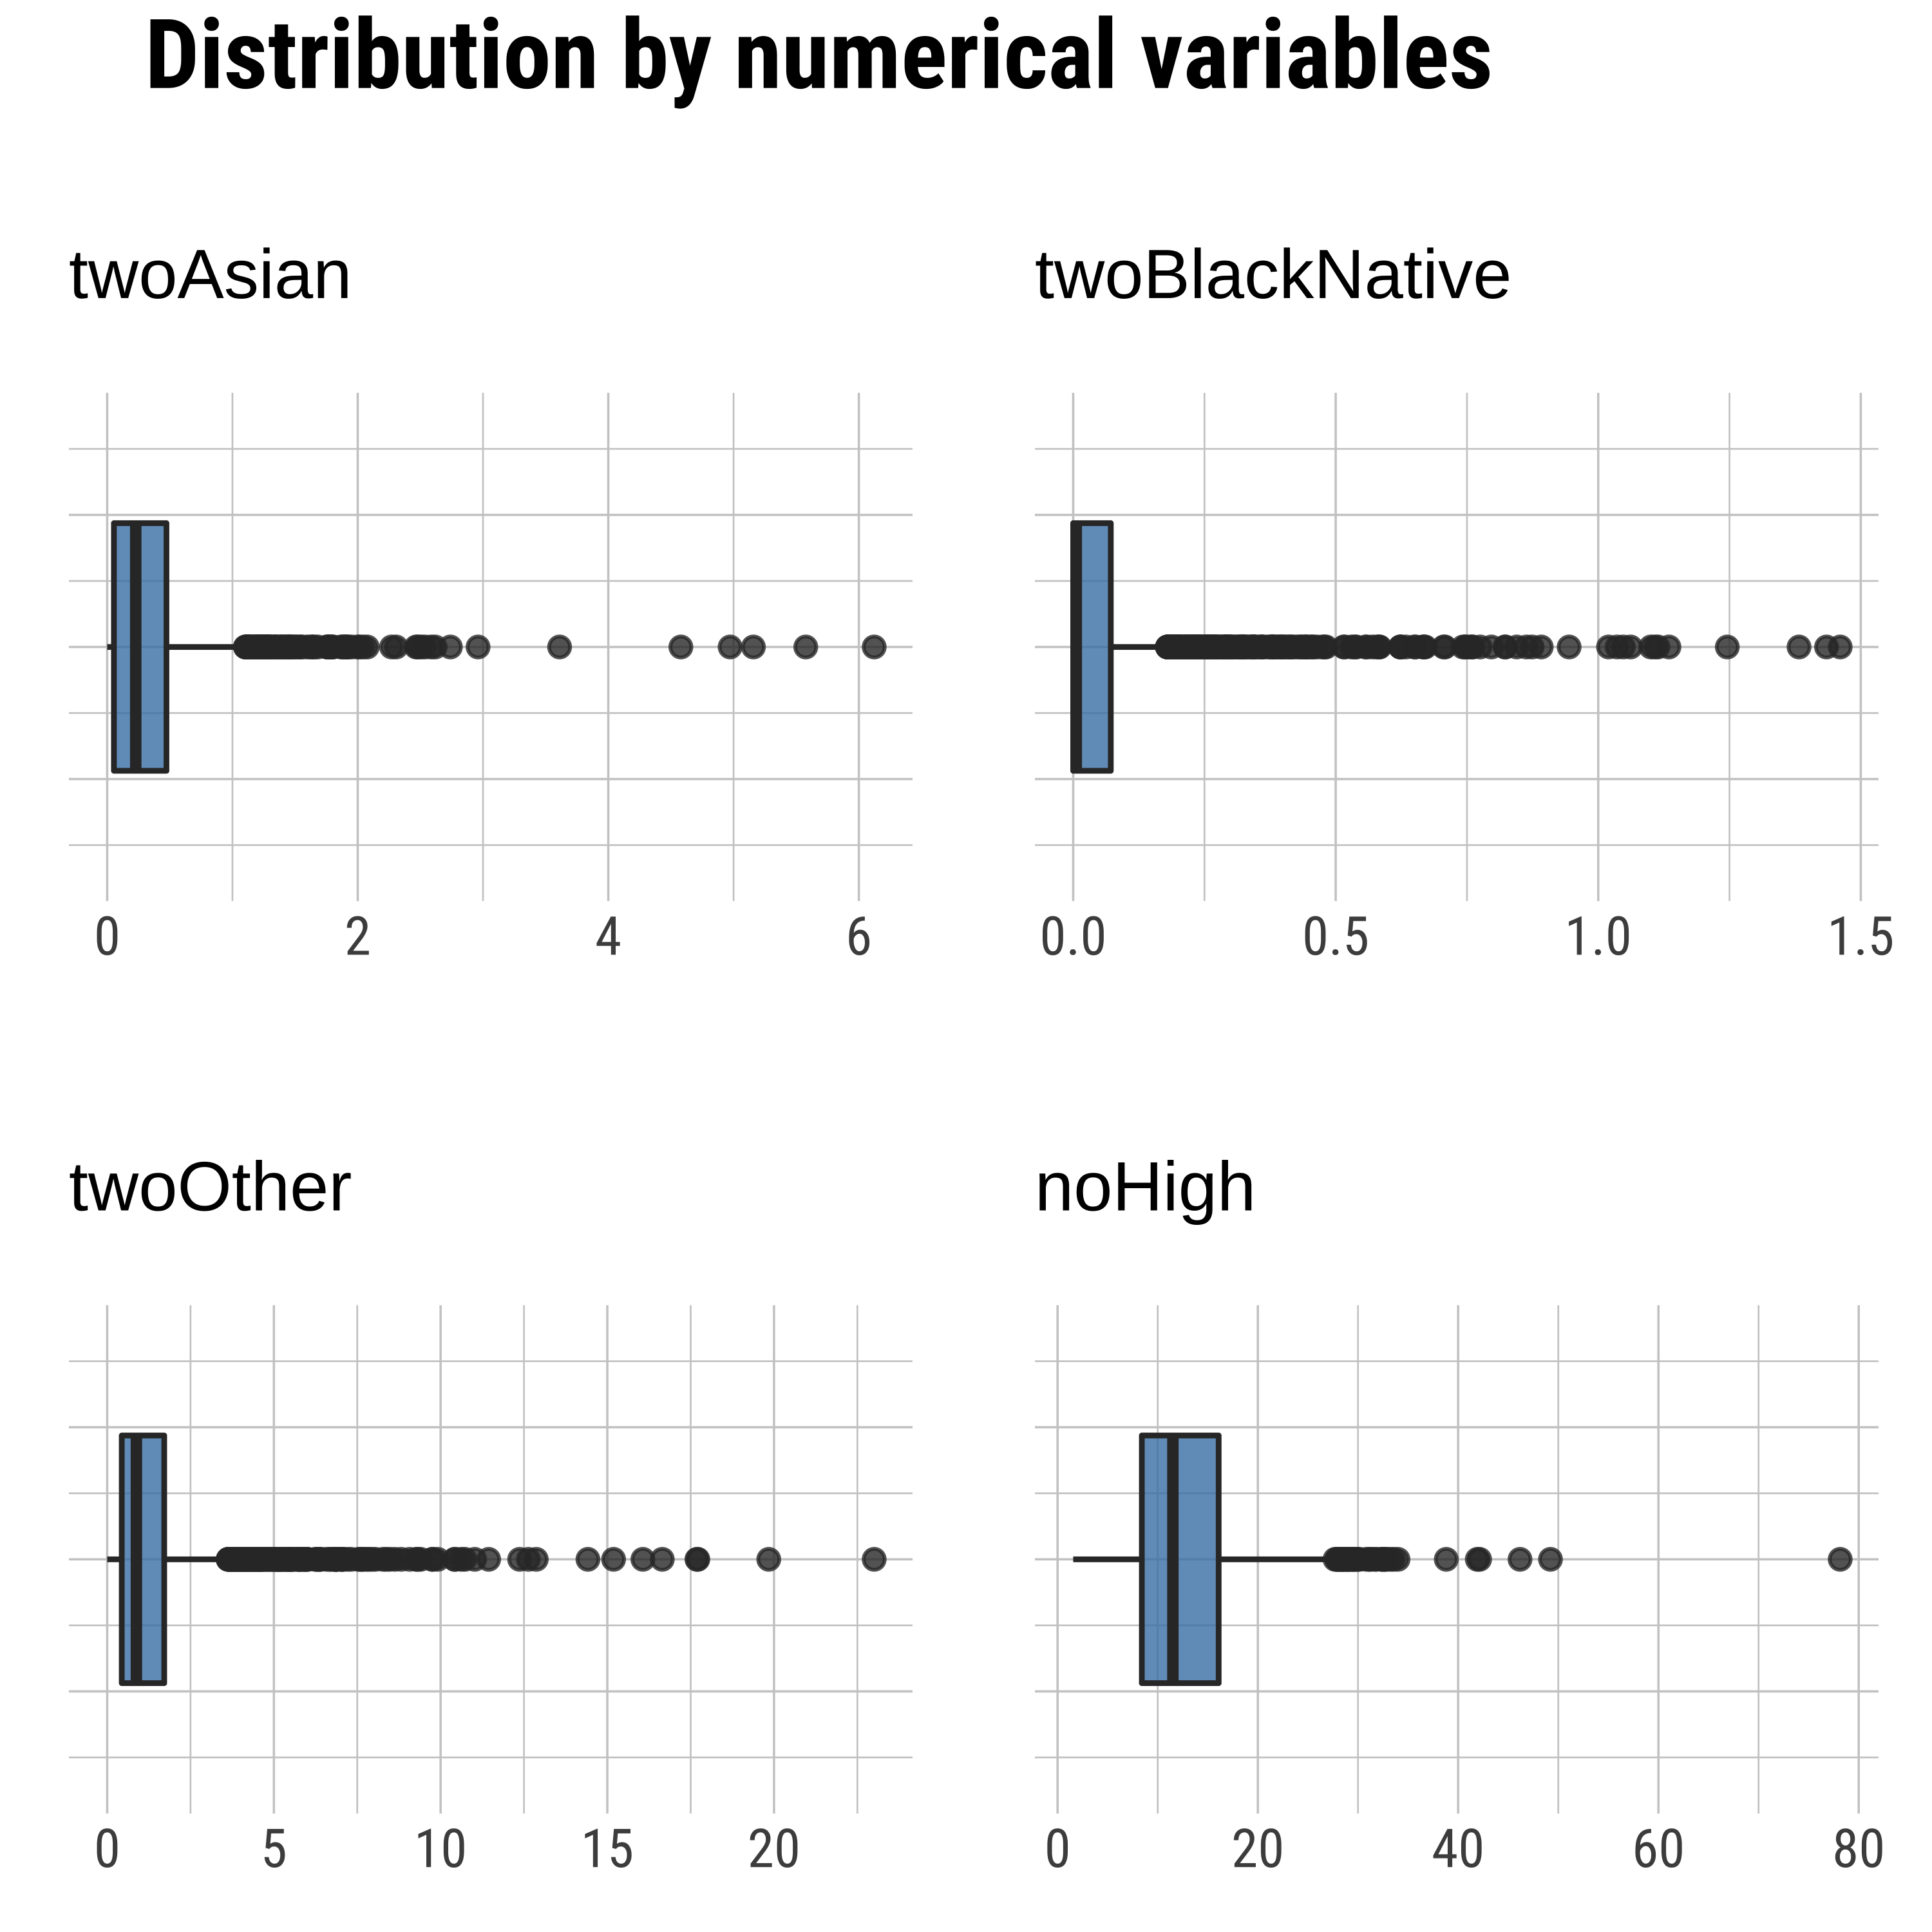 Distribution by numerical variables
twoAsian
twoBlackNative
0 2 4 6
0.0 0.5 1.0 1.5
twoOther
noHigh
0 5 10 15 20
0 20 40 60 80